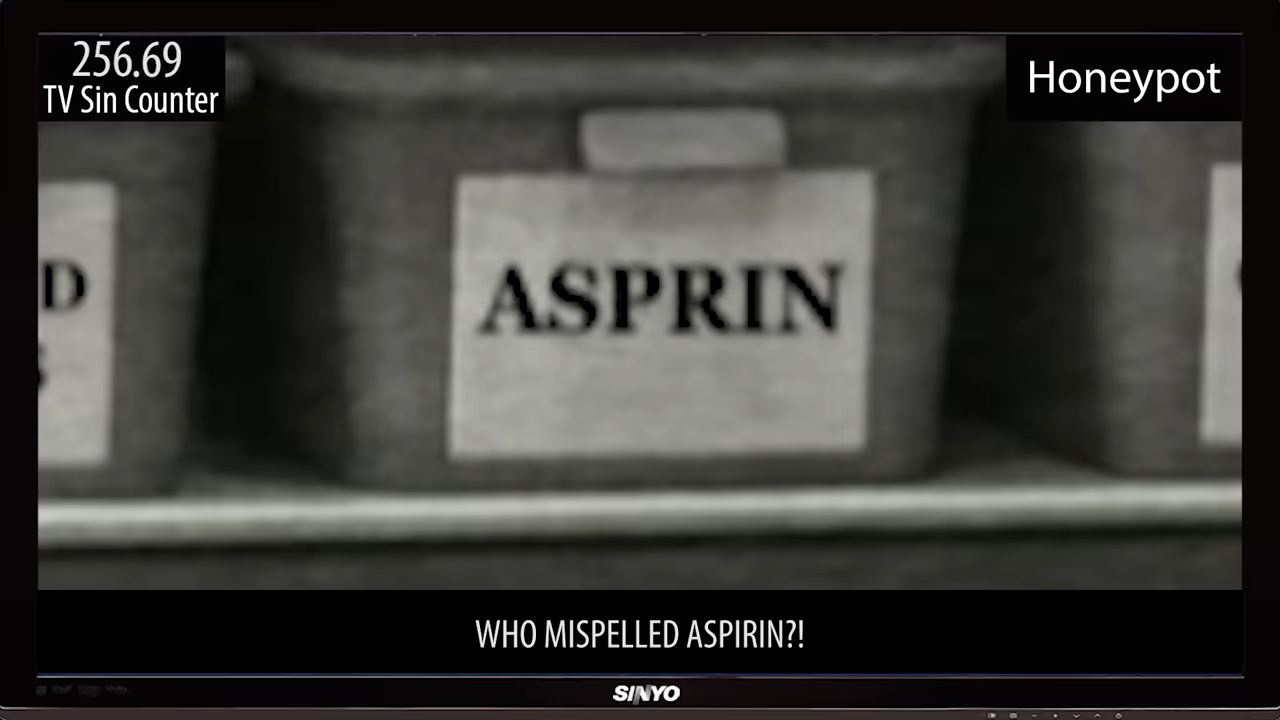 256.69
TV Sin Counter
Honeypot
D
ASPRIN
WHO MISPELLED ASPIRIN?!
SINYO